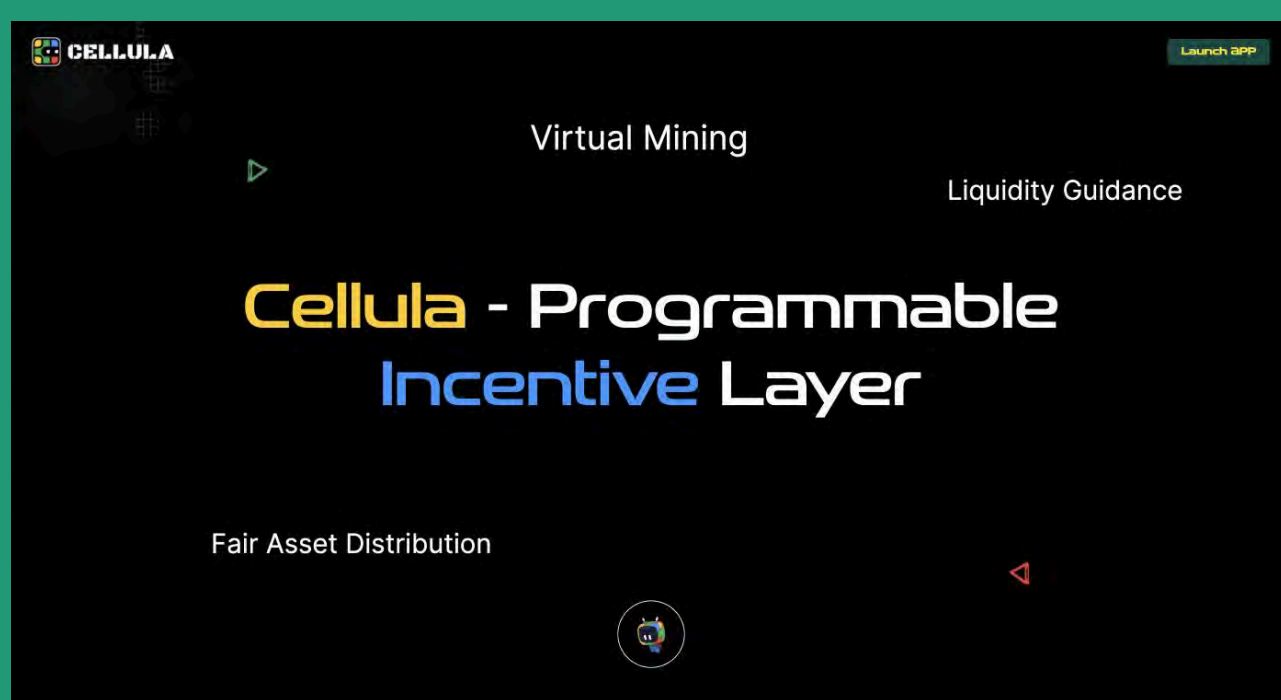 CELLULA
Launch APP
Virtual Mining
Liquidity Guidance
Cellula - Programmable
Incentive Layer
Fair Asset Distribution